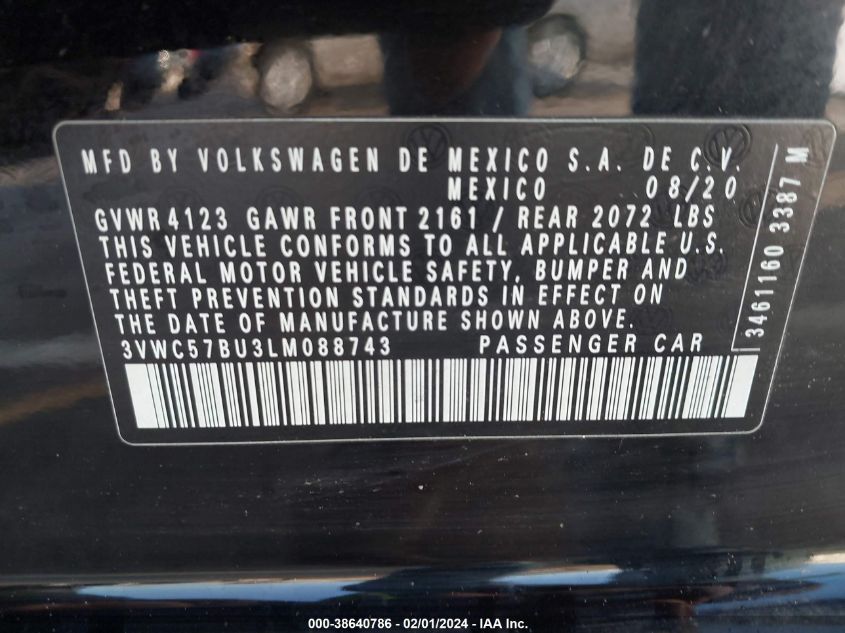 MFD BY VOLKSWAGEN DE MEXICO S.A. DE C.V.
MEXICO 08/20
GVWR 4123 GAWR FRONT 2161 / REAR 2072 LBS
THIS VEHICLE CONFORMS TO ALL APPLICABLE U.S.
FEDERAL MOTOR VEHICLE SAFETY, BUMPER AND
THEFT PREVENTION STANDARDS IN EFFECT ON
THE DATE OF MANUFACTURE SHOWN ABOVE.
3VWC57BU3LM088743 PASSENGER CAR
3461160 3387 M
000-38640786 - 02/01/2024 - IAA Inc.